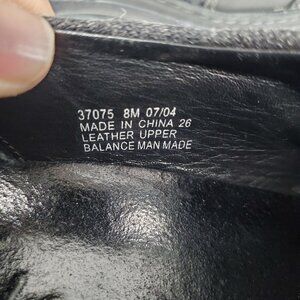 37075 8M 07/04
MADE IN CHINA 26
LEATHER UPPER
BALANCE MAN MADE